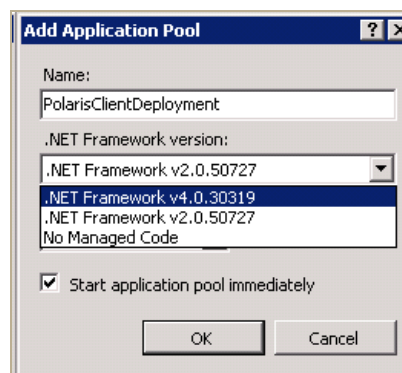 Add Application Pool
Name:
PolarisClientDeployment
.NET Framework version:
.NET Framework v2.0.50727
.NET Framework v4.0.30319
.NET Framework v2.0.50727
No Managed Code
Start application pool immediately
OK Cancel